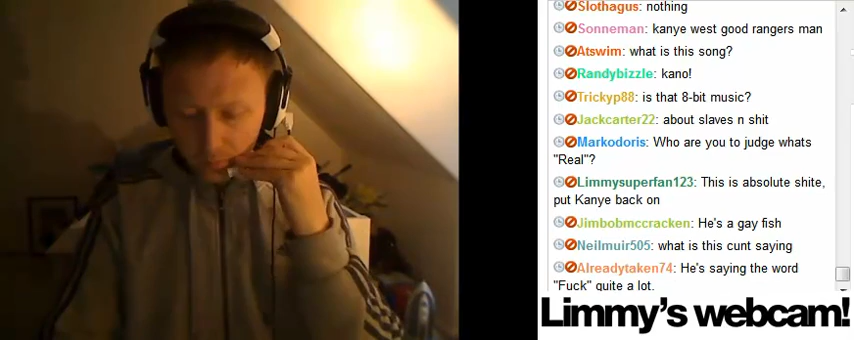 Slothagus: nothing
Sonneman: kanye west good rangers man
Atswim: what is this song?
Randybizzle: kano!
Trickyp88: is that 8-bit music?
Jackcarter22: about slaves n shit
Markodoris: Who are you to judge whats
"Real"?
Limmysuperfan123: This is absolute shite,
put Kanye back on
Jimbobmccracken: He's a gay fish
Neilmuir505: what is this cunt saying
Alreadytaken74: He's saying the word
"Fuck" quite a lot.
Limmy's webcam!